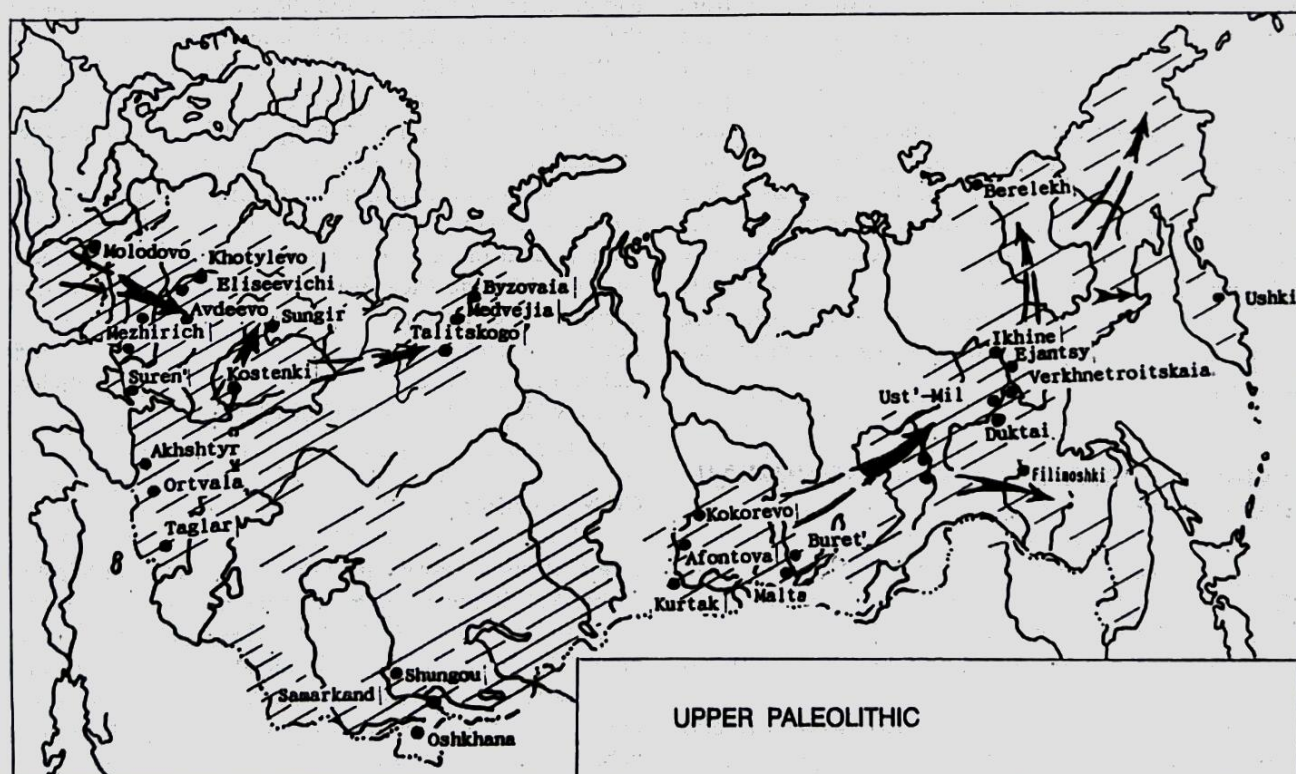 Berelekh
Molodovo
Khotylevo
Eliseevichi
Byzovaia
Ushki
Avdeevo
Sungir
Medvejia
Mezhirich
Talitskogo
Ikhine
Ejantsy
Suren'
Kostenki
Verkhnetroitskaia
Ust'-Mil
Duktai
Akhshtyr
Filimoshki
Ortvala
Kokorevo
Taglar
Buret'
Afontova
Kurtak
Malta
Shungou
Samarkand
UPPER PALEOLITHIC
Oshkhana